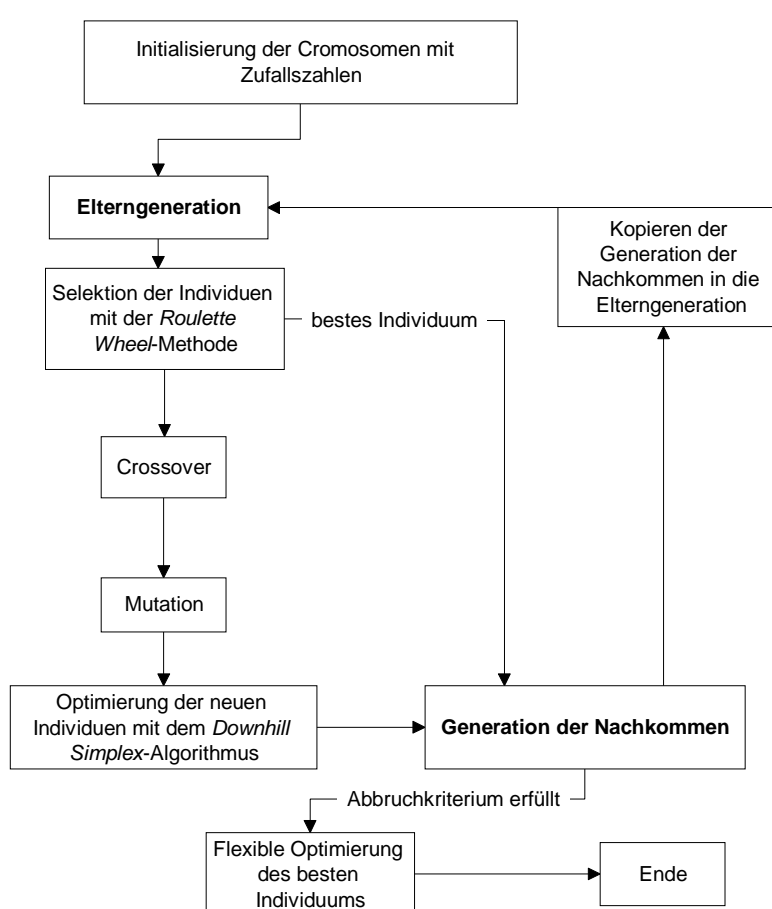 Initialisierung der Cromosomen mit
Zufallszahlen
Elterngeneration
Kopieren der
Generation der
Nachkommen in die
Elterngeneration
Selektion der Individuen
mit der Roulette
Wheel-Methode
bestes Individuum
Crossover
Mutation
Optimierung der neuen
Individuen mit dem Downhill
Simplex-Algorithmus
Generation der Nachkommen
Abbruchkriterium erfüllt
Flexible Optimierung
des besten
Individuums
Ende